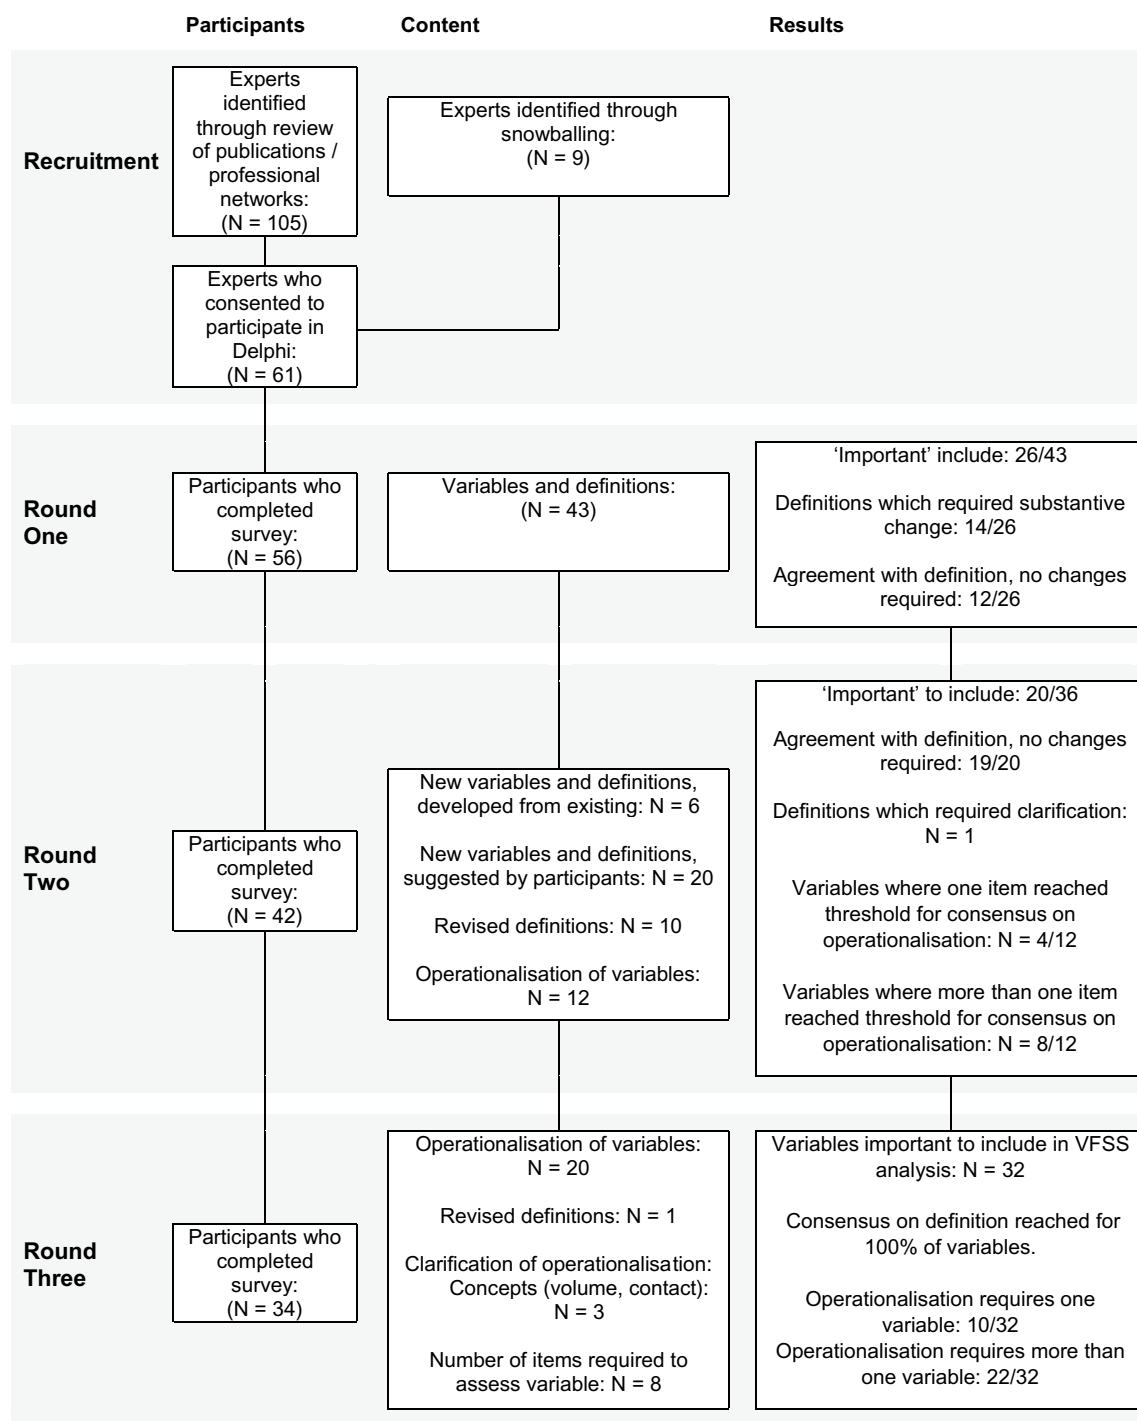 Participants
Content
Results
Recruitment
Experts
identified
through review
of publications /
professional
networks:
(N = 105)
Experts identified through
snowballing:
(N = 9)
Experts who
consented to
participate in
Delphi:
(N = 61)
Round
One
Participants who
completed
survey:
(N = 56)
Variables and definitions:
(N = 43)
‘Important’ include: 26/43
Definitions which required substantive
change: 14/26
Agreement with definition, no changes
required: 12/26
Round
Two
Participants who
completed
survey:
(N = 42)
New variables and definitions,
developed from existing: N = 6
New variables and definitions,
suggested by participants: N = 20
Revised definitions: N = 10
Operationalisation of variables:
N = 12
‘Important’ to include: 20/36
Agreement with definition, no changes
required: 19/20
Definitions which required clarification:
N = 1
Variables where one item reached
threshold for consensus on
operationalisation: N = 4/12
Variables where more than one item
reached threshold for consensus on
operationalisation: N = 8/12
Round
Three
Participants who
completed
survey:
(N = 34)
Operationalisation of variables:
N = 20
Revised definitions: N = 1
Clarification of operationalisation:
Concepts (volume, contact):
N = 3
Number of items required to
assess variable: N = 8
Variables important to include in VFSS
analysis: N = 32
Consensus on definition reached for
100% of variables.
Operationalisation requires one
variable: 10/32
Operationalisation requires more than
one variable: 22/32